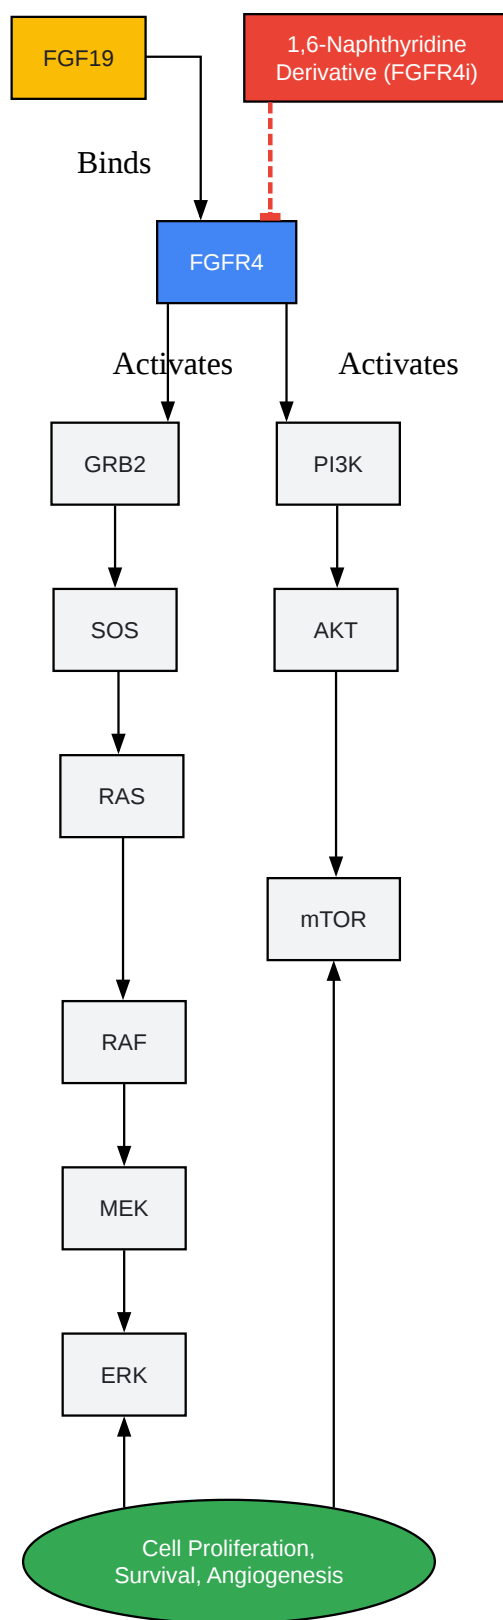 FGF19
1,6-Naphthyridine
Derivative (FGFR4i)
Binds
FGFR4
Activates
Activates
GRB2
PI3K
SOS
AKT
RAS
mTOR
RAF
MEK
ERK
Cell Proliferation,
Survival, Angiogenesis